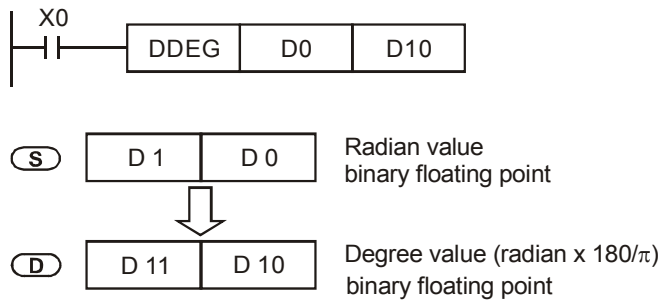 X0
DDEG D0 D10
S D 1 D 0 Radian value
binary floating point
D D 11 D 10 Degree value (radian x 180/π)
binary floating point